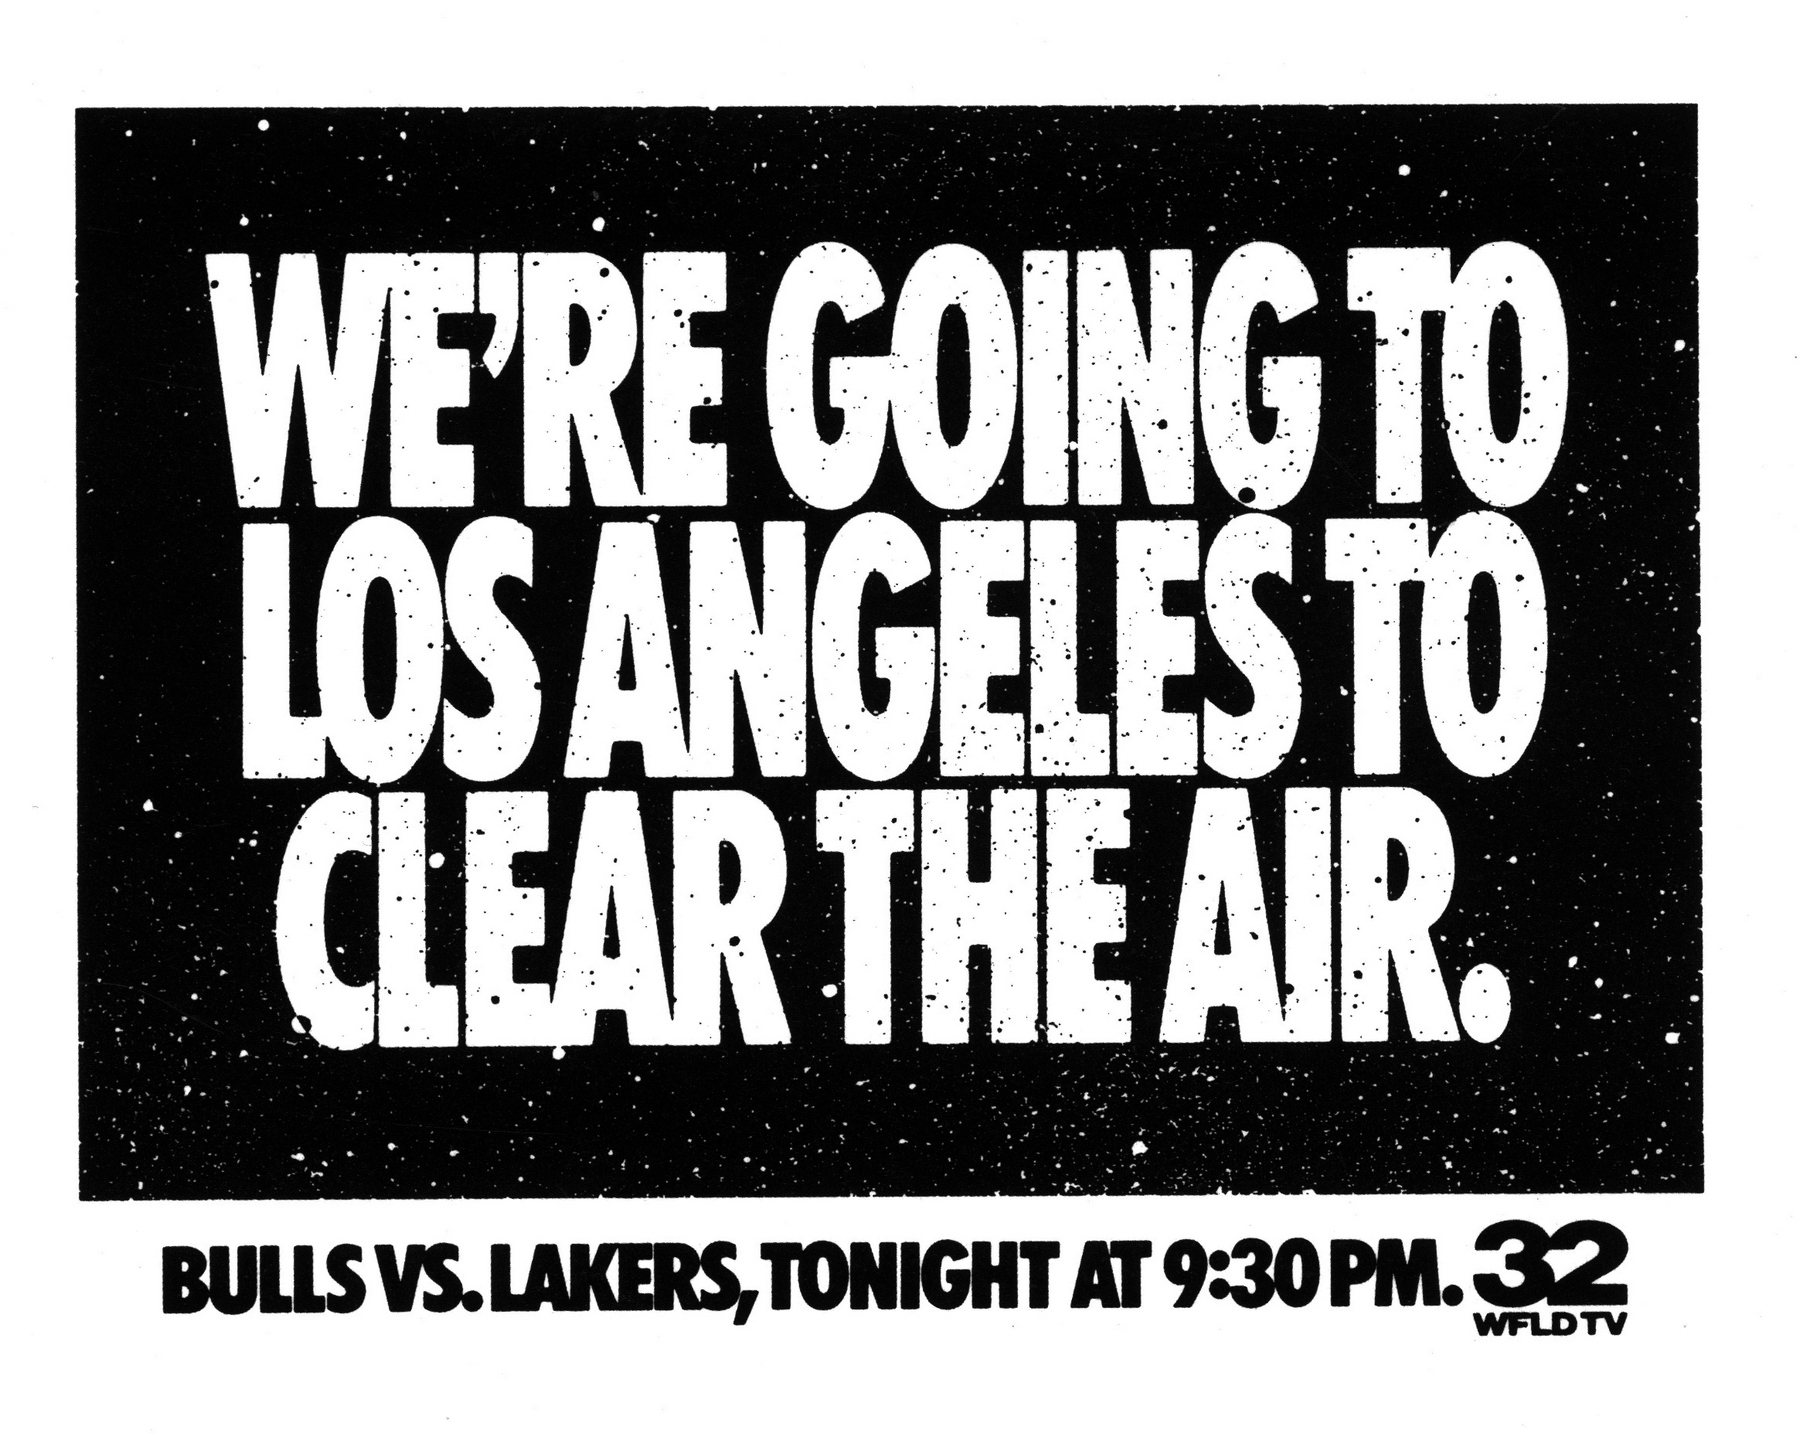 WE'RE GOING TO
LOS ANGELES TO
CLEAR THE AIR.
BULLS VS. LAKERS, TONIGHT AT 9:30 PM. 32
WFLD TV